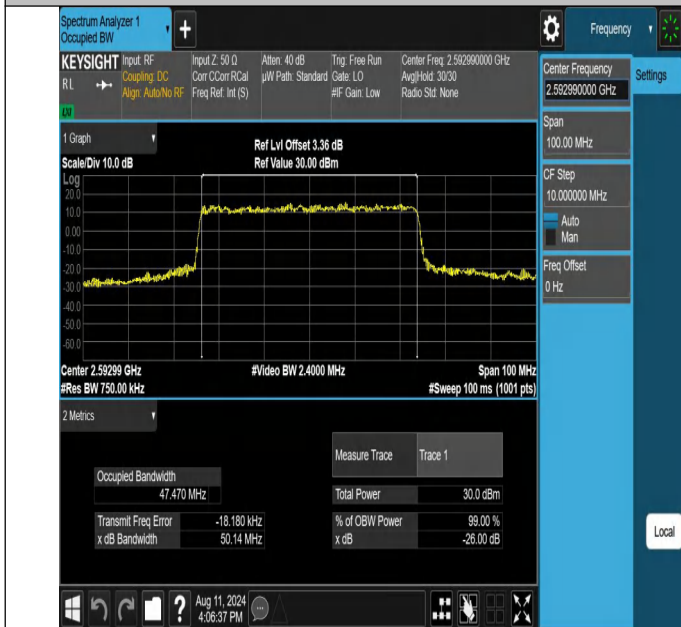 Spectrum Analyzer 1
Occupied BW
+
Frequency
KEYSIGHT
Input: RF
Coupling: DC
Align: Auto/No RF
Input Z: 50 Ω
Corr CCorr RCal
Freq Ref: Int (S)
Atten: 40 dB
µW Path: Standard
Trig: Free Run
Gate: LO
#IF Gain: Low
Center Freq: 2.592990000 GHz
Avg|Hold: 30/30
Radio Std: None
RL
LXI
Center Frequency
2.592990000 GHz
Settings
Span
100.00 MHz
CF Step
10.000000 MHz
Auto
Man
Freq Offset
0 Hz
1 Graph
Scale/Div 10.0 dB
Ref Lvl Offset 3.36 dB
Ref Value 30.00 dBm
Log
20.0
10.0
0.00
-10.0
-20.0
-30.0
-40.0
-50.0
-60.0
Center 2.59299 GHz
#Video BW 2.4000 MHz
Span 100 MHz
#Res BW 750.00 kHz
#Sweep 100 ms (1001 pts)
2 Metrics
Measure Trace Trace 1
Occupied Bandwidth
47.470 MHz
Total Power 30.0 dBm
Transmit Freq Error -18.180 kHz
% of OBW Power 99.00 %
x dB Bandwidth 50.14 MHz
x dB -26.00 dB
Local
?
Aug 11, 2024
4:06:37 PM